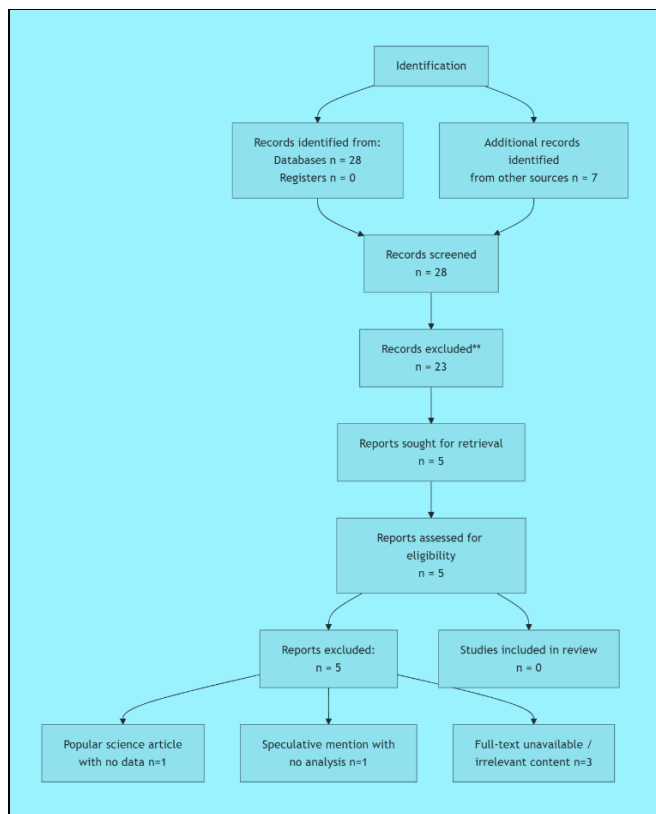 Identification
Records identified from:
Databases n = 28
Registers n = 0
Additional records
identified
from other sources n = 7
Records screened
n = 28
Records excluded**
n = 23
Reports sought for retrieval
n = 5
Reports assessed for
eligibility
n = 5
Reports excluded:
n = 5
Studies included in review
n = 0
Popular science article
with no data n=1
Speculative mention with
no analysis n=1
Full-text unavailable /
irrelevant content n=3